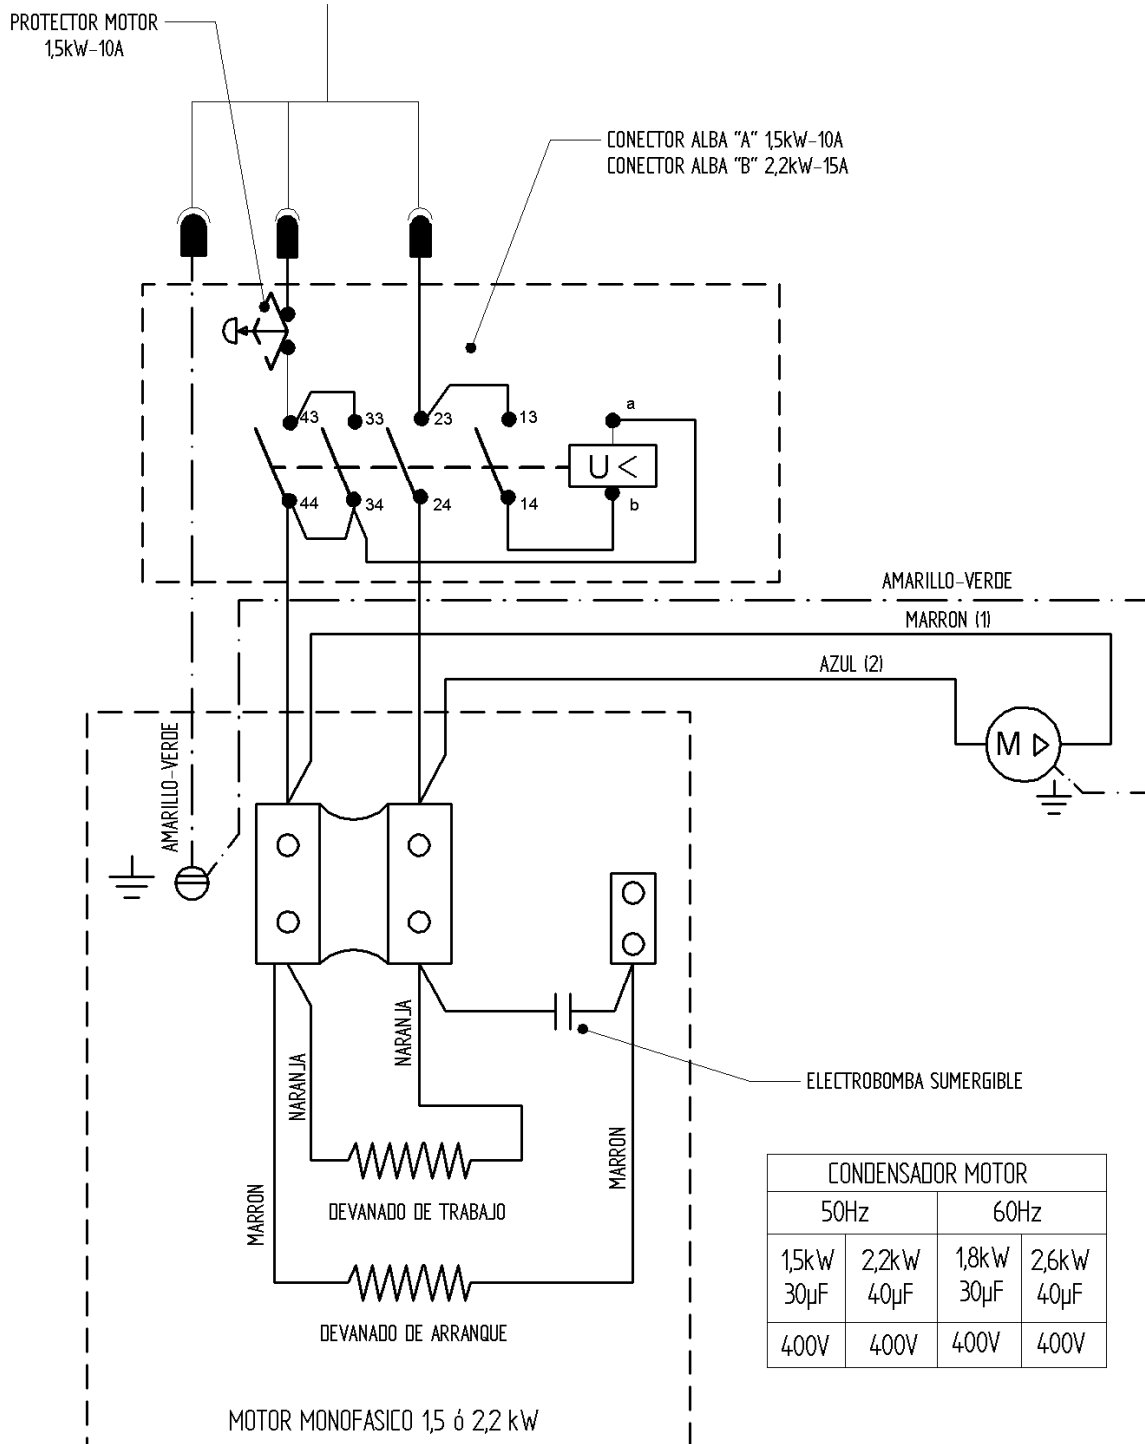 PROTECTOR MOTOR
1,5kW-10A
CONECTOR ALBA "A" 1,5kW-10A
CONECTOR ALBA "B" 2,2kW-15A
43
33
23
13
a
U<
44
34
24
14
b
AMARILLO-VERDE
MARRON (1)
AZUL (2)
M
AMARILLO-VERDE
NARANJA
NARANJA
MARRON
MARRON
ELECTROBOMBA SUMERGIBLE
DEVANADO DE TRABAJO
DEVANADO DE ARRANQUE
MOTOR MONOFASICO 1,5 ó 2,2 kW
CONDENSADOR MOTOR
50Hz 60Hz
1,5kW 2,2kW 1,8kW 2,6kW
30µF 40µF 30µF 40µF
400V 400V 400V 400V